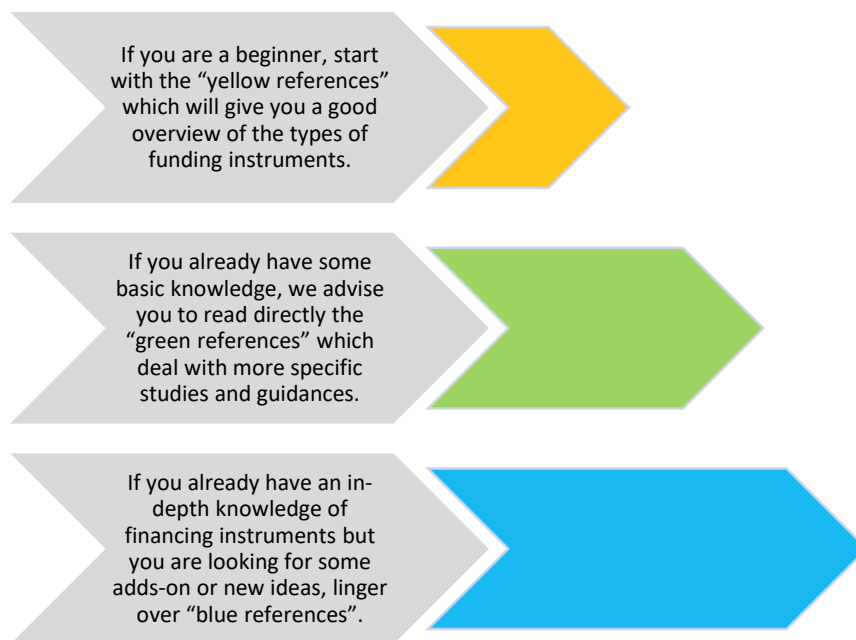 If you are a beginner, start
with the “yellow references”
which will give you a good
overview of the types of
funding instruments.
If you already have some
basic knowledge, we advise
you to read directly the
“green references” which
deal with more specific
studies and guidances.
If you already have an in-
depth knowledge of
financing instruments but
you are looking for some
adds-on or new ideas, linger
over “blue references”.